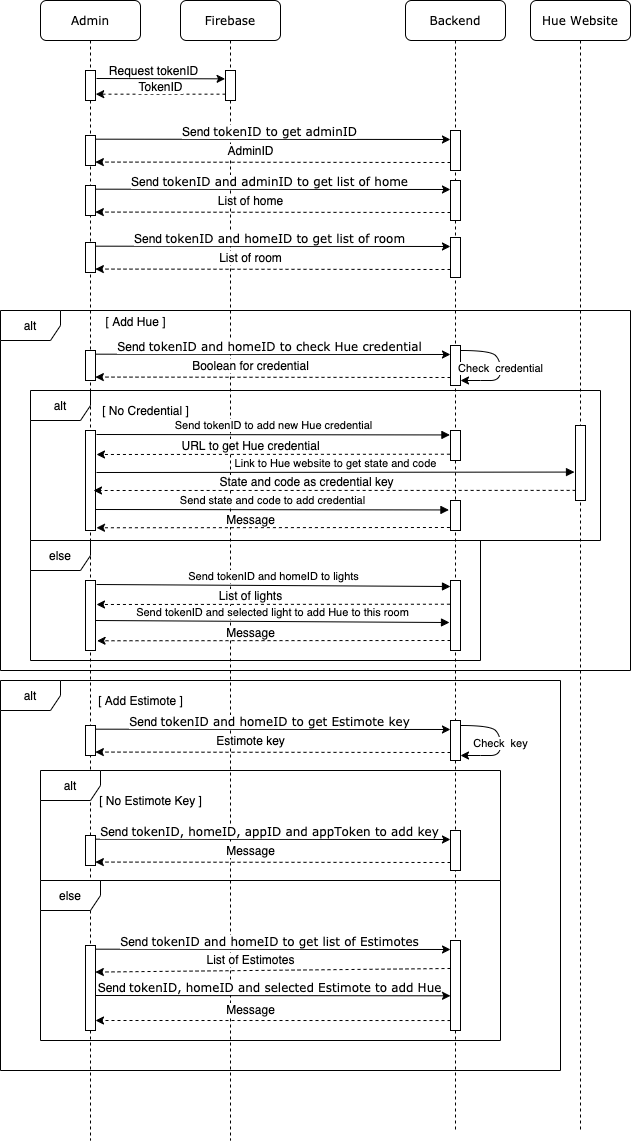 Admin
Firebase
Backend
Hue Website
Request tokenID
TokenID
Send tokenID to get adminID
AdminID
Send tokenID and adminID to get list of home
List of home
Send tokenID and homeID to get list of room
List of room
alt
[ Add Hue ]
Send tokenID and homeID to check Hue credential
Boolean for credential
Check credential
alt
[ No Credential ]
Send tokenID to add new Hue credential
URL to get Hue credential
Link to Hue website to get state and code
State and code as credential key
Send state and code to add credential
Message
else
Send tokenID and homeID to lights
List of lights
Send tokenID and selected light to add Hue to this room
Message
alt
[ Add Estimote ]
Send tokenID and homeID to get Estimote key
Estimote key
Check key
alt
[ No Estimote Key ]
Send tokenID, homeID, appID and appToken to add key
Message
else
Send tokenID and homeID to get list of Estimotes
List of Estimotes
Send tokenID, homeID and selected Estimote to add Hue
Message